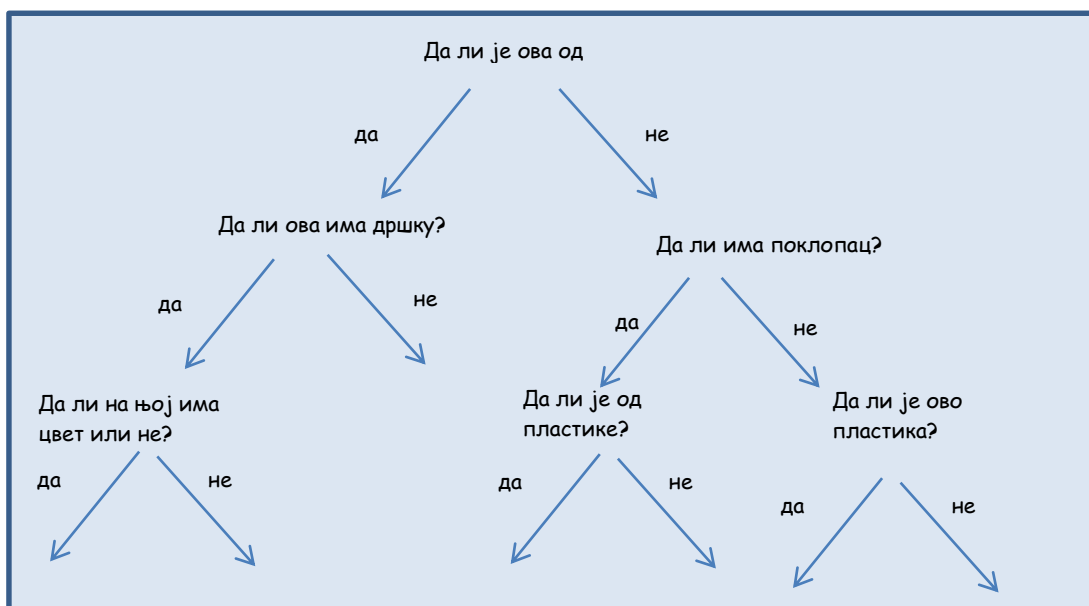 Да ли је ова од
да
не
Да ли ова има дршку?
Да ли има поклопац?
да
не
да
не
Да ли на њој има
цвет или не?
Да ли је од
пластике?
Да ли је ово
пластика?
да
не
да
не
да
не